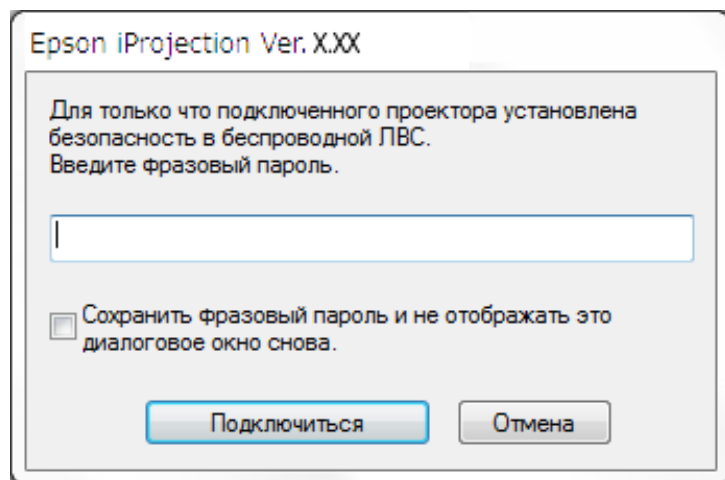 Epson iProjection Ver. X.XX
Для только что подключенного проектора установлена
безопасность в беспроводной ЛВС.
Введите фразовый пароль.
Сохранить фразовый пароль и не отображать это
диалоговое окно снова.
Подключиться Отмена